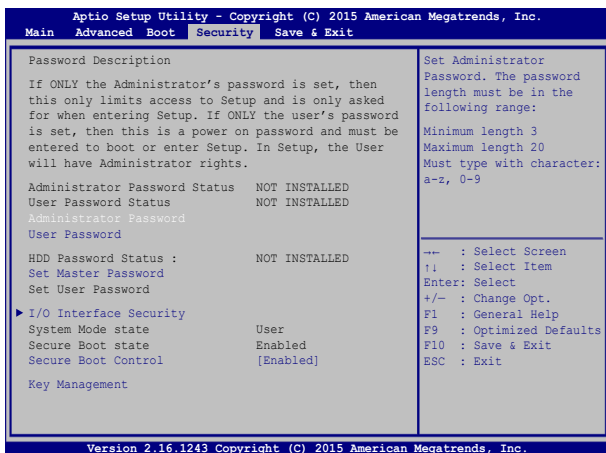 Aptio Setup Utility - Copyright (C) 2015 American Megatrends, Inc.
Main Advanced Boot Security Save & Exit
Password Description
If ONLY the Administrator's password is set, then
this only limits access to Setup and is only asked
for when entering Setup. If ONLY the user's password
is set, then this is a power on password and must be
entered to boot or enter Setup. In Setup, the User
will have Administrator rights.
Administrator Password Status NOT INSTALLED
User Password Status NOT INSTALLED
Administrator Password
User Password
HDD Password Status : NOT INSTALLED
Set Master Password
Set User Password
I/O Interface Security
System Mode state User
Secure Boot state Enabled
Secure Boot Control [Enabled]
Key Management
Set Administrator
Password. The password
length must be in the
following range:
Minimum length 3
Maximum length 20
Must type with character:
a-z, 0-9
→← : Select Screen
↑↓ : Select Item
Enter: Select
+/— : Change Opt.
F1 : General Help
F9 : Optimized Defaults
F10 : Save & Exit
ESC : Exit
Version 2.16.1243 Copyright (C) 2015 American Megatrends, Inc.